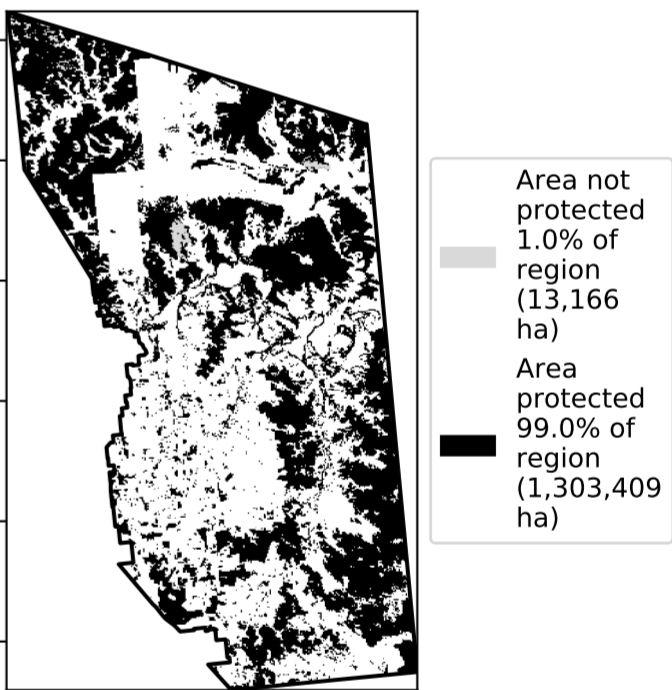 Area not
protected
1.0% of
region
(13,166
ha)
Area
protected
99.0% of
region
(1,303,409
ha)